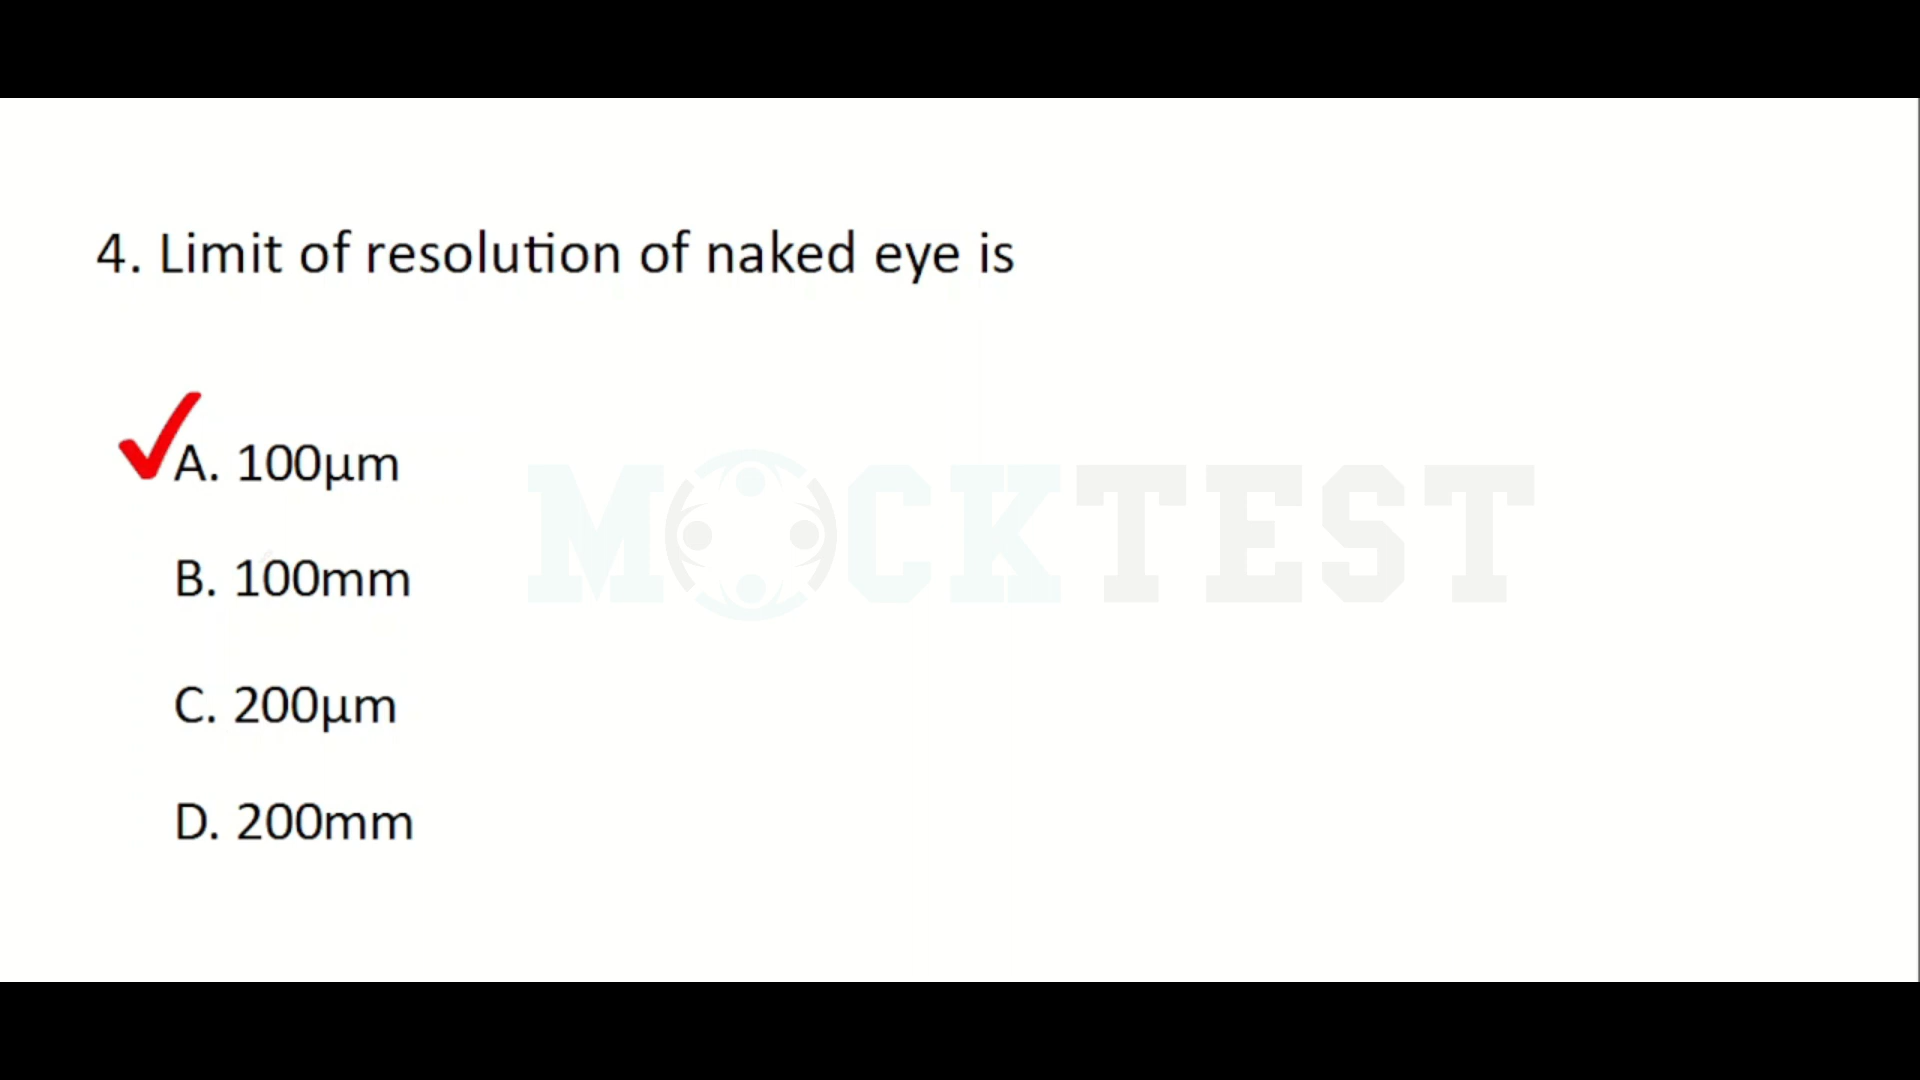 4. Limit of resolution of naked eye is
A. 100µm
MOCKTEST
B. 100mm
C. 200µm
D. 200mm